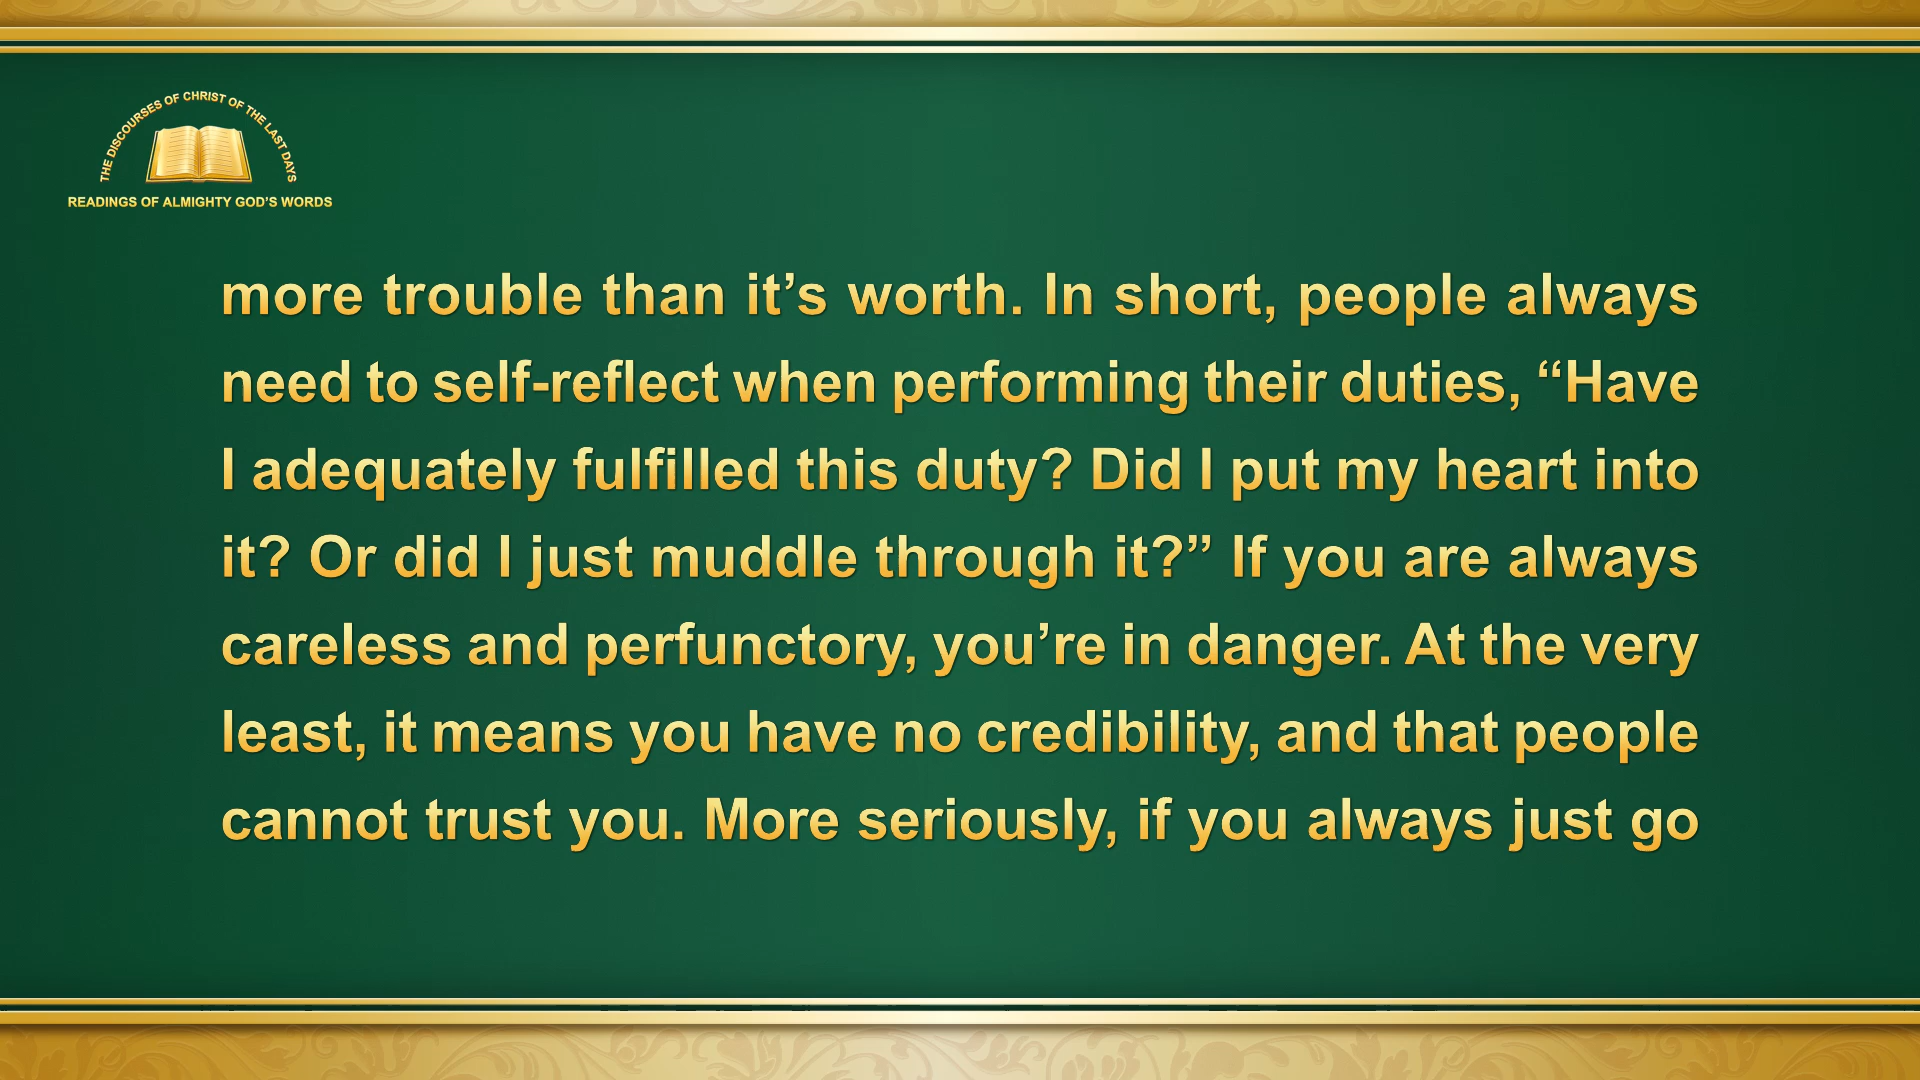 THE DISCOURSES OF CHRIST OF THE LAST DAYS
READINGS OF ALMIGHTY GOD’S WORDS
more trouble than it’s worth. In short, people always
need to self-reflect when performing their duties, “Have
I adequately fulfilled this duty? Did I put my heart into
it? Or did I just muddle through it?” If you are always
careless and perfunctory, you’re in danger. At the very
least, it means you have no credibility, and that people
cannot trust you. More seriously, if you always just go